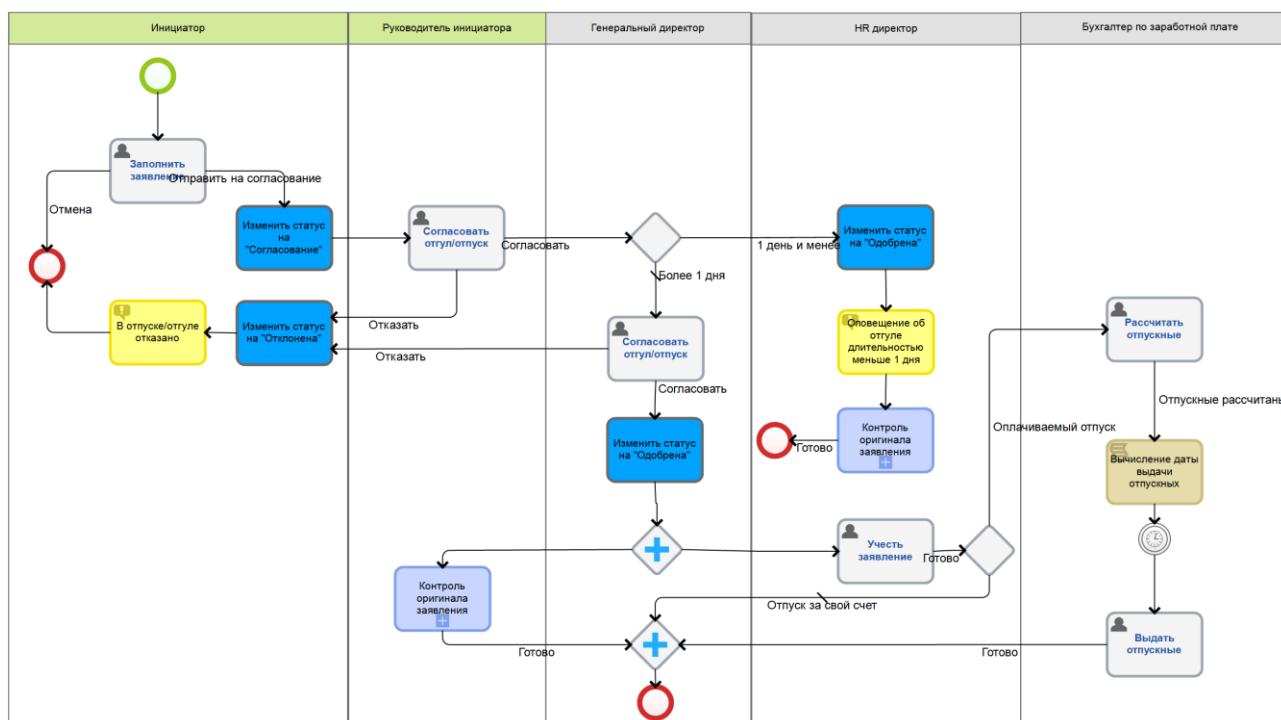 Инициатор
Руководитель инициатора
Генеральный директор
HR директор
Бухгалтер по заработной плате
Заполнить
заявление
Отправить на согласование
Отмена
Изменить статус
на
"Согласование"
Согласовать
отгул/отпуск
Согласовать
1 день и менее
Изменить статус
на "Одобрена"
Более 1 дня
В отпуске/отгуле
отказано
Изменить статус
на "Отклонена"
Отказать
Отказать
Согласовать
отгул/отпуск
Оповещение об
отгуле
длительностью
меньше 1 дня
Рассчитать
отпускные
Согласовать
Отпускные рассчитаны
Изменить статус
на "Одобрена"
Готово
Контроль
оригинала
заявления
Оплачиваемый отпуск
Вычисление даты
выдачи
отпускных
Учесть
заявление
Готово
Контроль
оригинала
заявления
Отпуск за свой счет
Готово
Готово
Выдать
отпускные